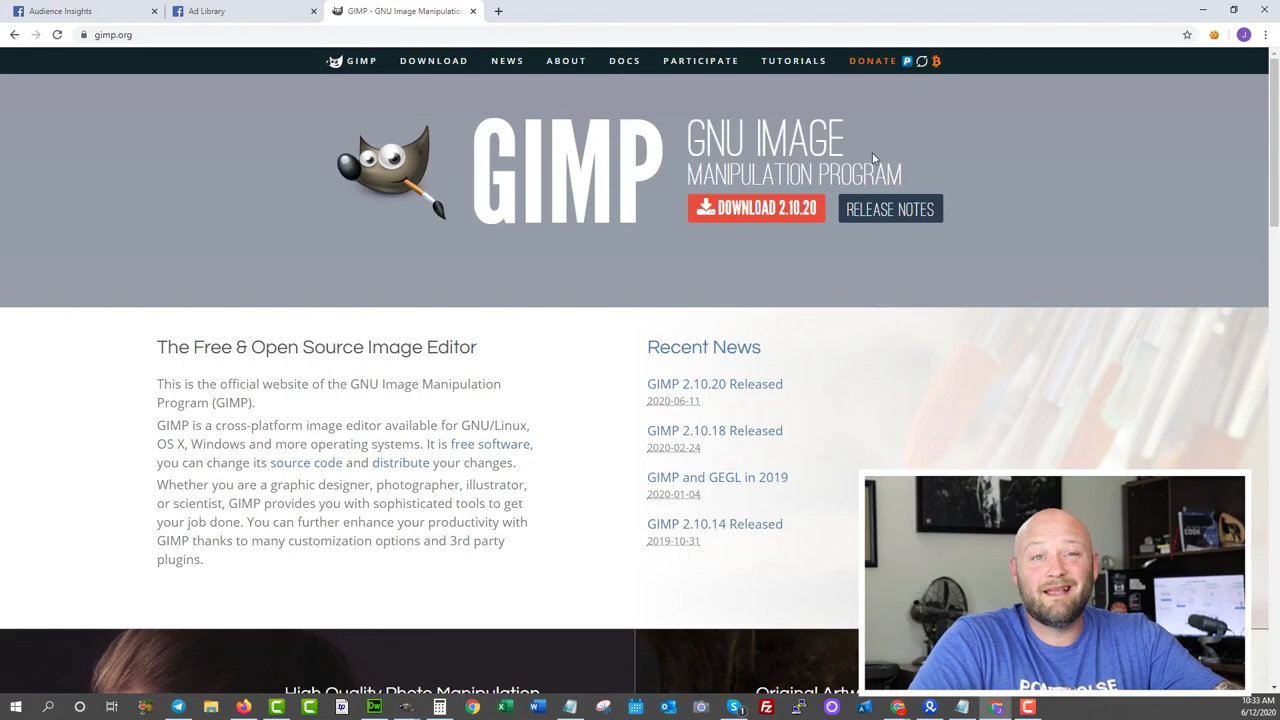 Audience Insights
Ad Library
GIMP - GNU Image Manipulation
gimp.org
GIMP DOWNLOAD NEWS ABOUT DOCS PARTICIPATE TUTORIALS DONATE
GIMP
GNU IMAGE
MANIPULATION PROGRAM
DOWNLOAD 2.10.20
RELEASE NOTES
The Free & Open Source Image Editor
This is the official website of the GNU Image Manipulation
Program (GIMP).
GIMP is a cross-platform image editor available for GNU/Linux,
OS X, Windows and more operating systems. It is free software,
you can change its source code and distribute your changes.
Whether you are a graphic designer, photographer, illustrator,
or scientist, GIMP provides you with sophisticated tools to get
your job done. You can further enhance your productivity with
GIMP thanks to many customization options and 3rd party
plugins.
Recent News
GIMP 2.10.20 Released
2020-06-11
GIMP 2.10.18 Released
2020-02-24
GIMP and GEGL in 2019
2020-01-04
GIMP 2.10.14 Released
2019-10-31
High Quality Photo Manipulation
COOK
10:33 AM
6/12/2020